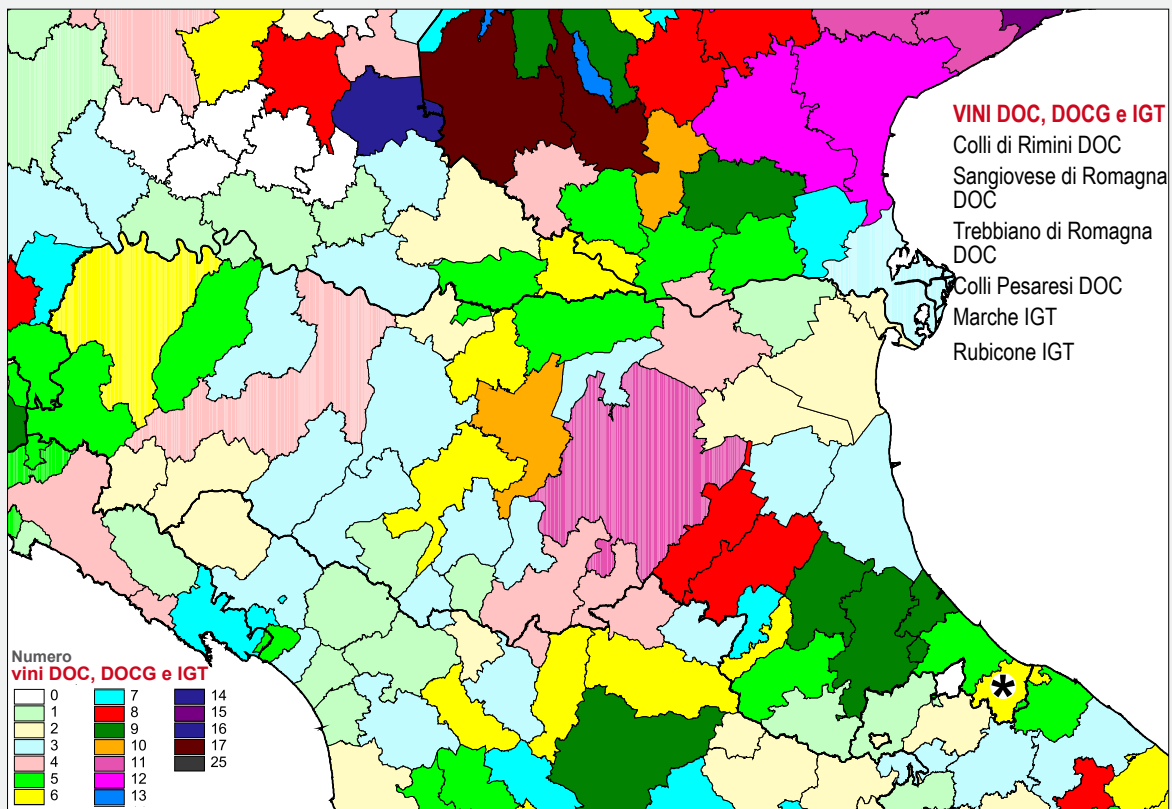 VINI DOC, DOCG e IGT
Colli di Rimini DOC
Sangiovese di Romagna
DOC
Trebbiano di Romagna
DOC
Colli Pesaresi DOC
Marche IGT
Rubicone IGT
*
Numero
vini DOC, DOCG e IGT
0 7 14
1 8 15
2 9 16
3 10 17
4 11 25
5 12
6 13